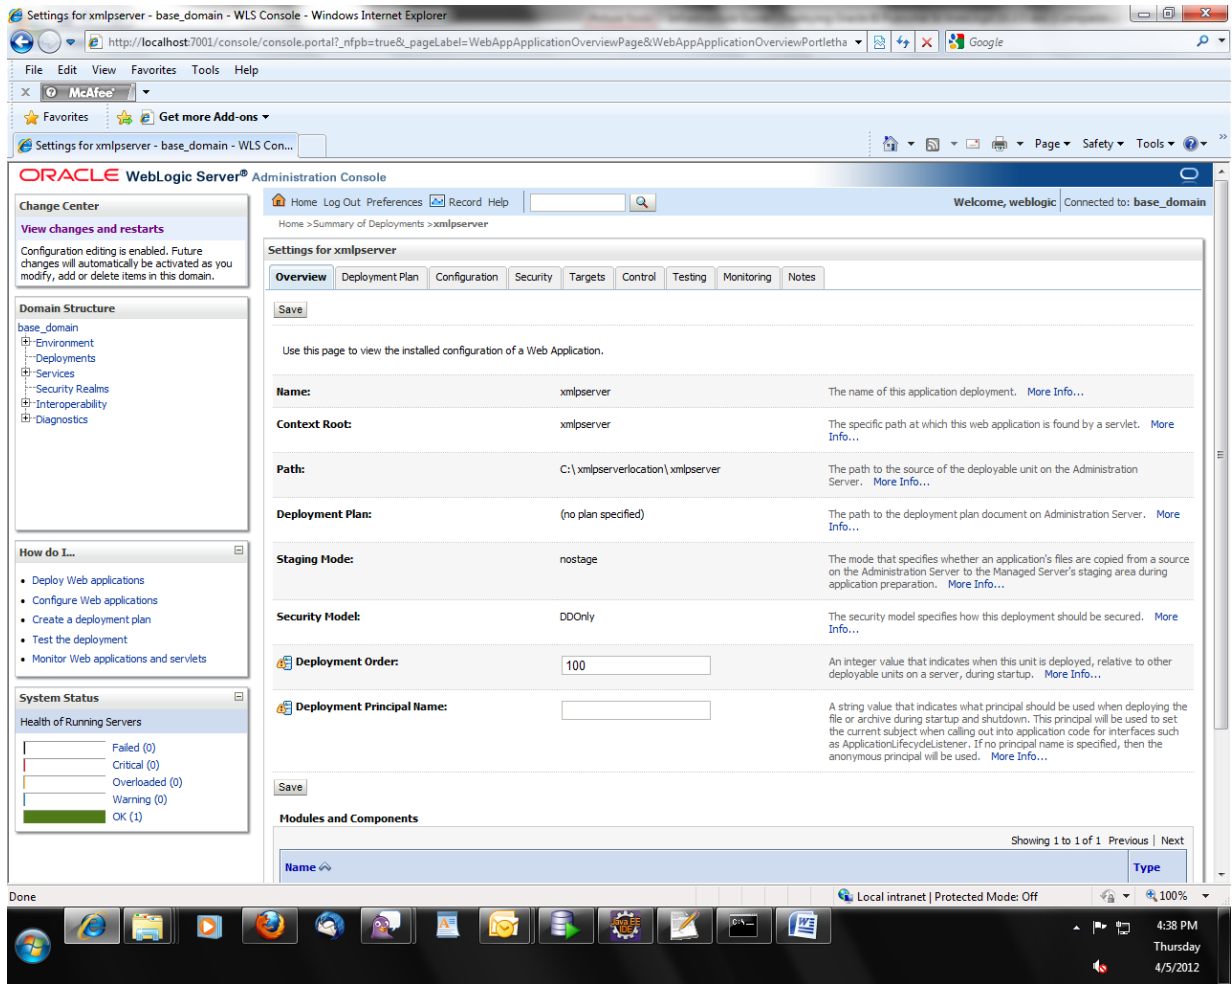 Settings for xmlpserver - base_domain - WLS Console - Windows Internet Explorer
http://localhost:7001/console/console.portal?_nfpb=true&_pageLabel=WebAppApplicationOverviewPage&WebAppApplicationOverviewPortletha
Google
File Edit View Favorites Tools Help
x McAfee
Favorites Get more Add-ons
Settings for xmlpserver - base_domain - WLS Con...
Page Safety Tools
ORACLE WebLogic Server® Administration Console
Change Center
View changes and restarts
Configuration editing is enabled. Future
changes will automatically be activated as you
modify, add or delete items in this domain.
Domain Structure
base_domain
Environment
Deployments
Services
Security Realms
Interoperability
Diagnostics
How do I...
Deploy Web applications
Configure Web applications
Create a deployment plan
Test the deployment
Monitor Web applications and servlets
System Status
Health of Running Servers
Failed (0)
Critical (0)
Overloaded (0)
Warning (0)
OK (1)
Home Log Out Preferences Record Help
Welcome, weblogic Connected to: base_domain
Home >Summary of Deployments >xmlpserver
Settings for xmlpserver
Overview Deployment Plan Configuration Security Targets Control Testing Monitoring Notes
Save
Use this page to view the installed configuration of a Web Application.
Name: xmlpserver The name of this application deployment. More Info...
Context Root: xmlpserver The specific path at which this web application is found by a servlet. More
Info...
Path: C:\ xmlpserverlocation\ xmlpserver The path to the source of the deployable unit on the Administration
Server. More Info...
Deployment Plan: (no plan specified) The path to the deployment plan document on Administration Server. More
Info...
Staging Mode: nostage The mode that specifies whether an application's files are copied from a source
on the Administration Server to the Managed Server's staging area during
application preparation. More Info...
Security Model: DDOnly The security model specifies how this deployment should be secured. More
Info...
Deployment Order: 100 An integer value that indicates when this unit is deployed, relative to other
deployable units on a server, during startup. More Info...
Deployment Principal Name: A string value that indicates what principal should be used when deploying the
file or archive during startup and shutdown. This principal will be used to set
the current subject when calling out into application code for interfaces such
as ApplicationLifecycleListener. If no principal name is specified, then the
anonymous principal will be used. More Info...
Save
Modules and Components
Showing 1 to 1 of 1 Previous | Next
Name Type
Done
Local intranet | Protected Mode: Off
100%
4:38 PM
Thursday
4/5/2012